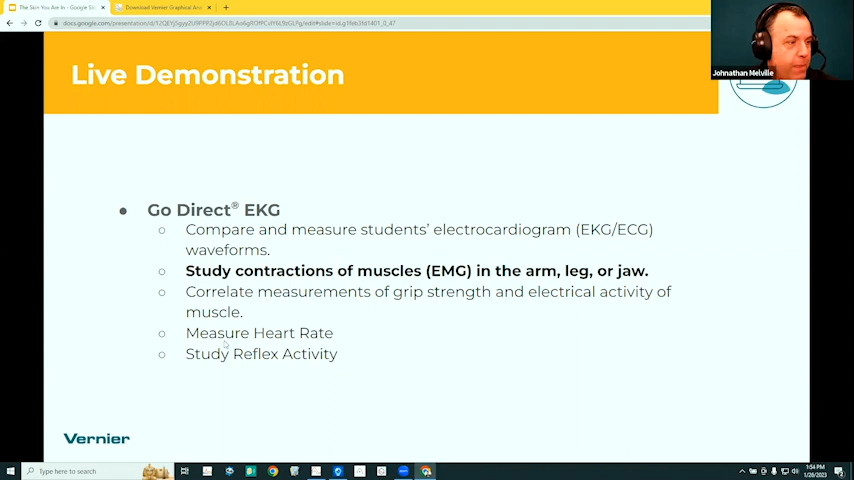 The Skin You Are In - Google Sli
Download Vernier Graphical Ana
Johnathan Melville
Live Demonstration
● Go Direct® EKG
○ Compare and measure students' electrocardiogram (EKG/ECG)
waveforms.
○ Study contractions of muscles (EMG) in the arm, leg, or jaw.
○ Correlate measurements of grip strength and electrical activity of
muscle.
○ Measure Heart Rate
○ Study Reflex Activity
Vernier
Type here to search
1:54 PM
1/26/2023